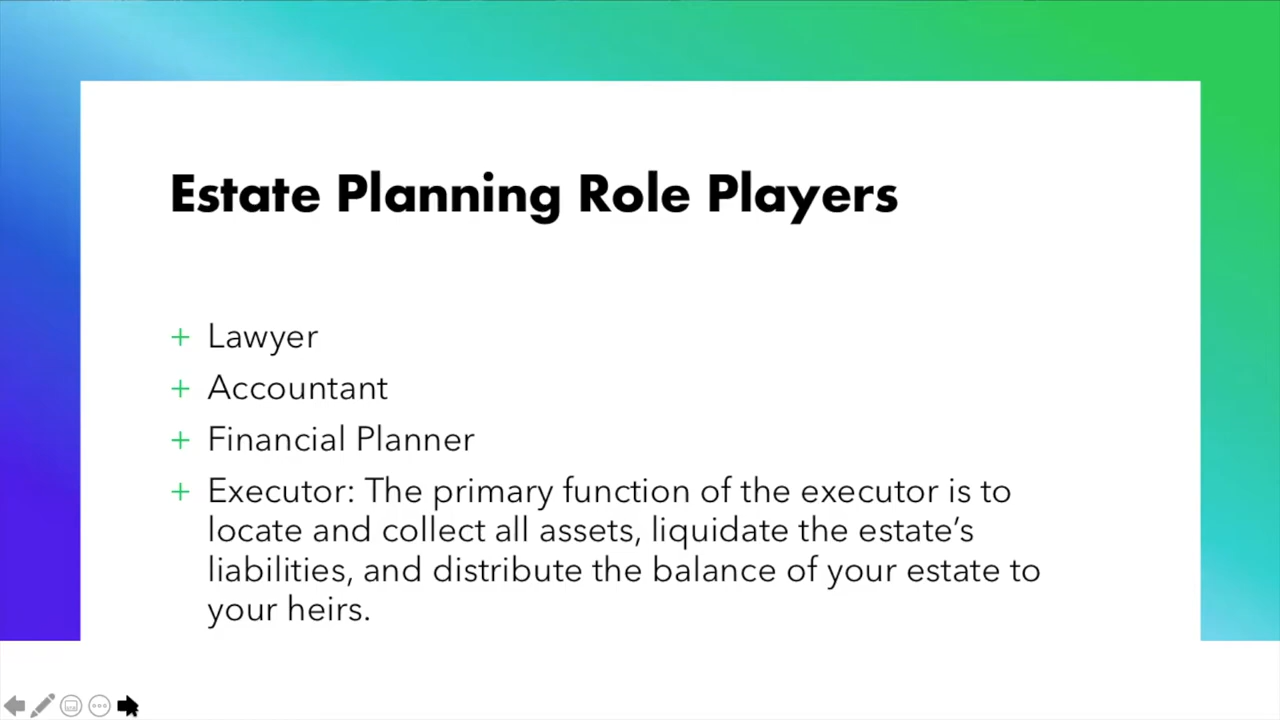 Estate Planning Role Players
+ Lawyer
+ Accountant
+ Financial Planner
+ Executor: The primary function of the executor is to
locate and collect all assets, liquidate the estate’s
liabilities, and distribute the balance of your estate to
your heirs.